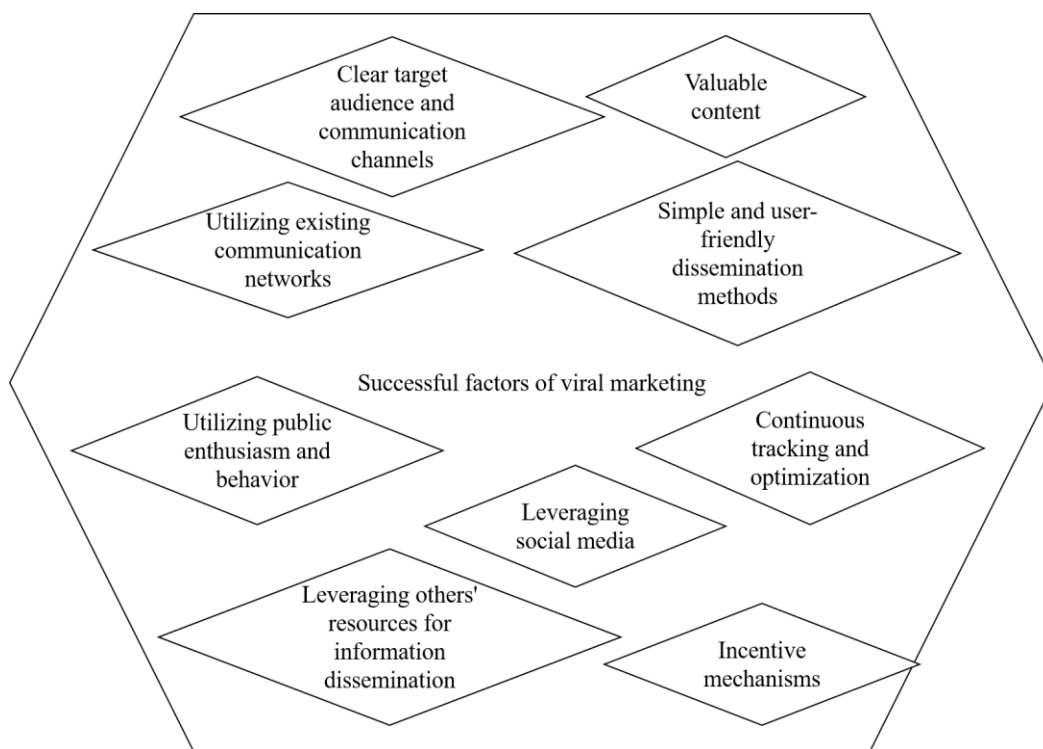 Clear target
audience and
communication
channels
Valuable
content
Utilizing existing
communication
networks
Simple and user-
friendly
dissemination
methods
Successful factors of viral marketing
Utilizing public
enthusiasm and
behavior
Continuous
tracking and
optimization
Leveraging
social media
Leveraging others'
resources for
information
dissemination
Incentive
mechanisms